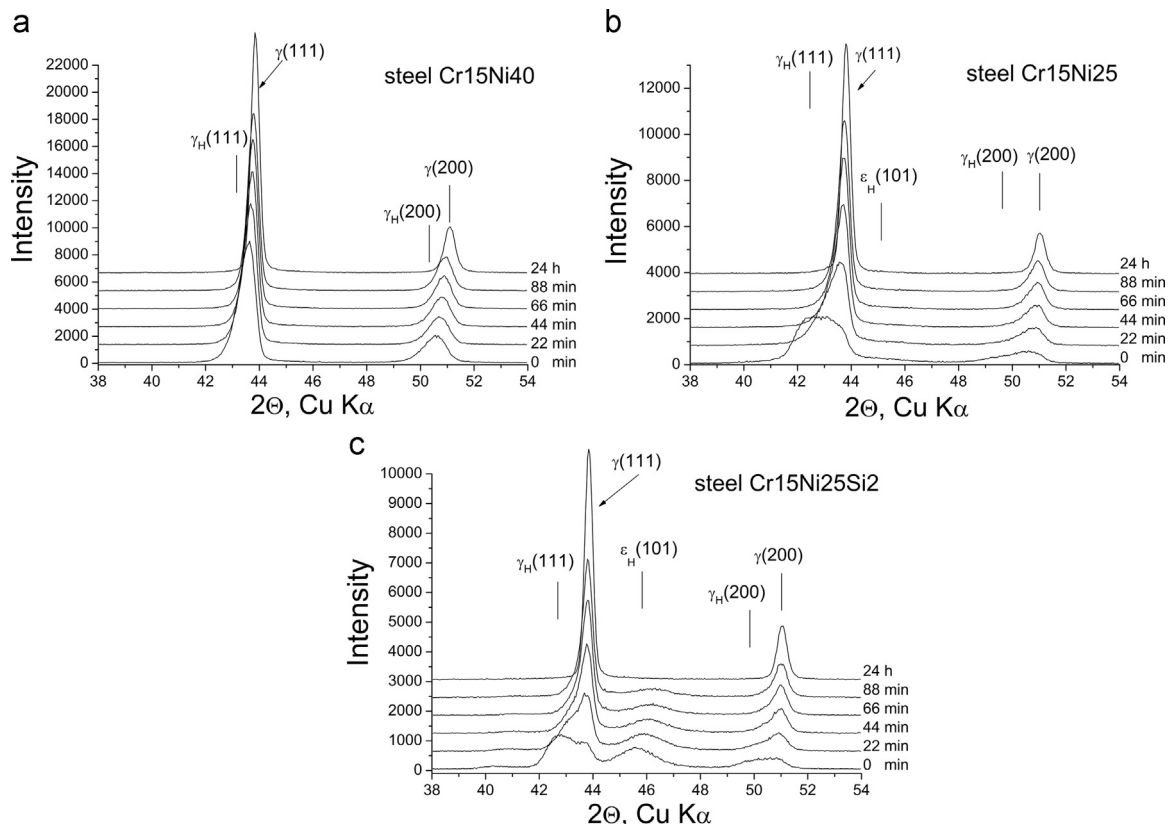 a
steel Cr15Ni40
γ(111)
γH(111)
γ(200)
γH(200)
Intensity
22000
20000
18000
16000
14000
12000
10000
8000
6000
4000
2000
0
24 h
88 min
66 min
44 min
22 min
0 min
38 40 42 44 46 48 50 52 54
2Θ, Cu Kα
b
steel Cr15Ni25
γH(111)
γ(111)
εH(101)
γH(200)
γ(200)
Intensity
12000
10000
8000
6000
4000
2000
0
24 h
88 min
66 min
44 min
22 min
0 min
38 40 42 44 46 48 50 52 54
2Θ, Cu Kα
c
steel Cr15Ni25Si2
γ(111)
γH(111)
εH(101)
γH(200)
γ(200)
Intensity
10000
9000
8000
7000
6000
5000
4000
3000
2000
1000
0
24 h
88 min
66 min
44 min
22 min
0 min
38 40 42 44 46 48 50 52 54
2Θ, Cu Kα